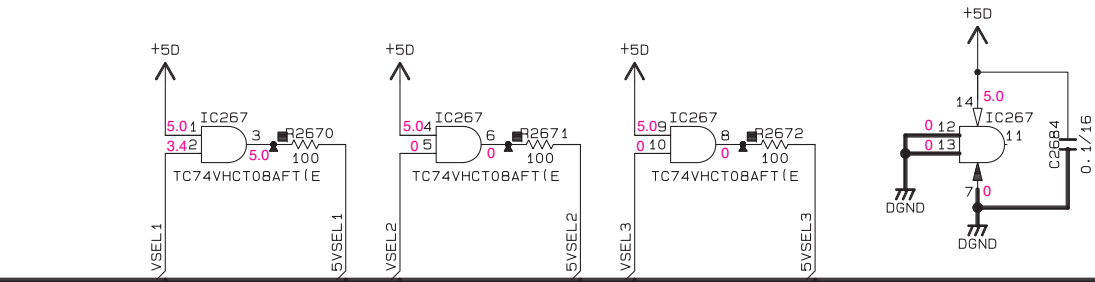 +5D
5.0 1
3.4 2
IC267
3
5.0
R2670
100
TC74VHCT08AFT(E
VSEL1
5VSEL1
+5D
5.0 4
0 5
IC267
6
0
R2671
100
TC74VHCT08AFT(E
VSEL2
5VSEL2
+5D
5.0 9
0 10
IC267
8
0
R2672
100
TC74VHCT08AFT(E
VSEL3
5VSEL3
+5D
14
5.0
IC267
0 12
0 13
11
7
0
C2684
0.1/16
DGND
DGND